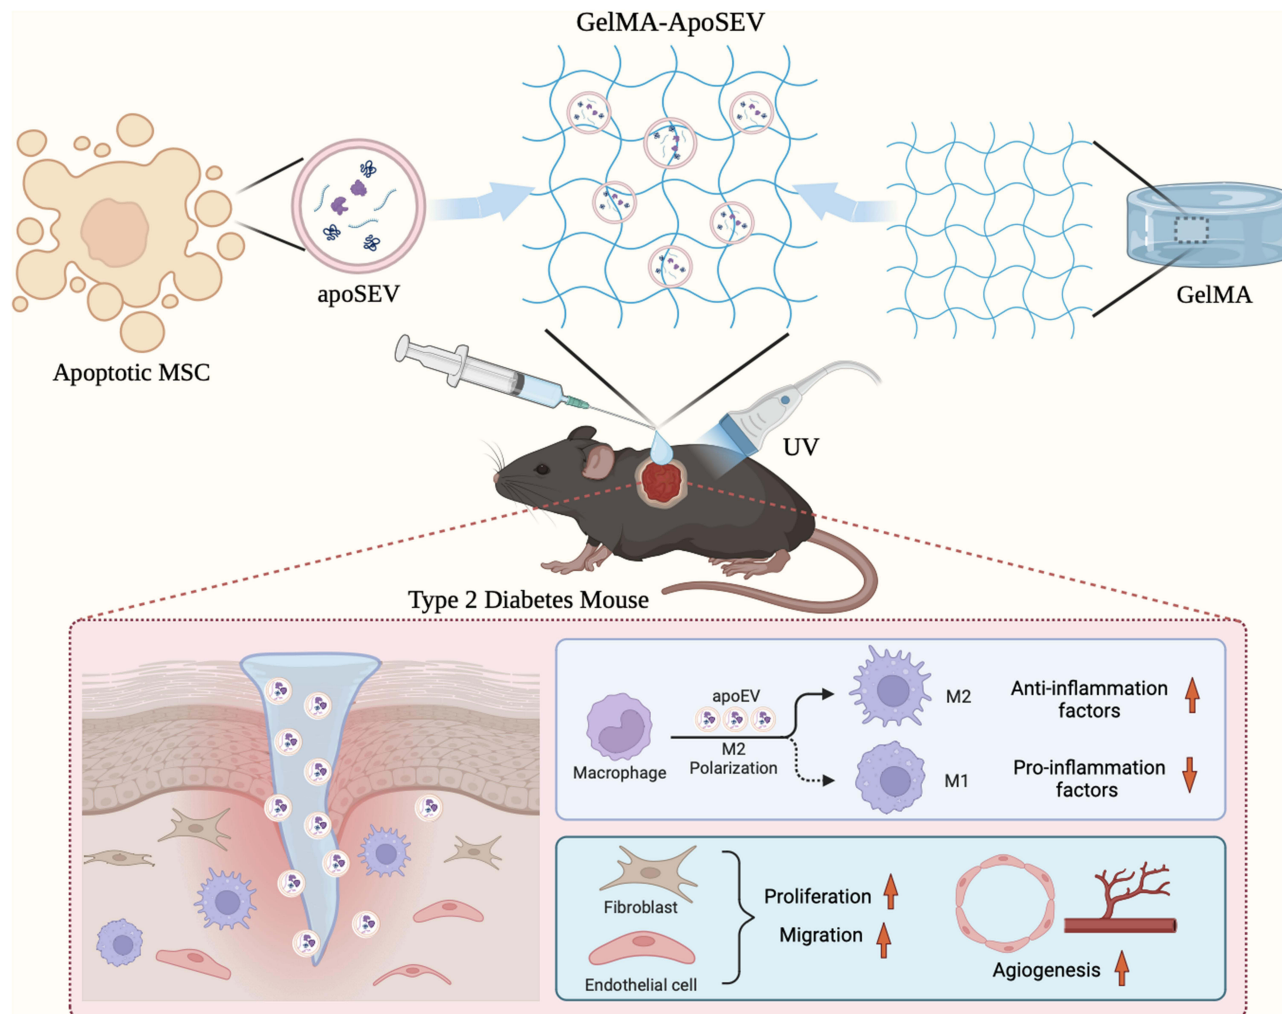 GelMA-ApoSEV
apoSEV
GelMA
Apoptotic MSC
UV
Type 2 Diabetes Mouse
apoEV
M2
Polarization
Macrophage
M2
Anti-inflammation
factors
M1
Pro-inflammation
factors
Fibroblast
Endothelial cell
Proliferation
Migration
Agiogenesis